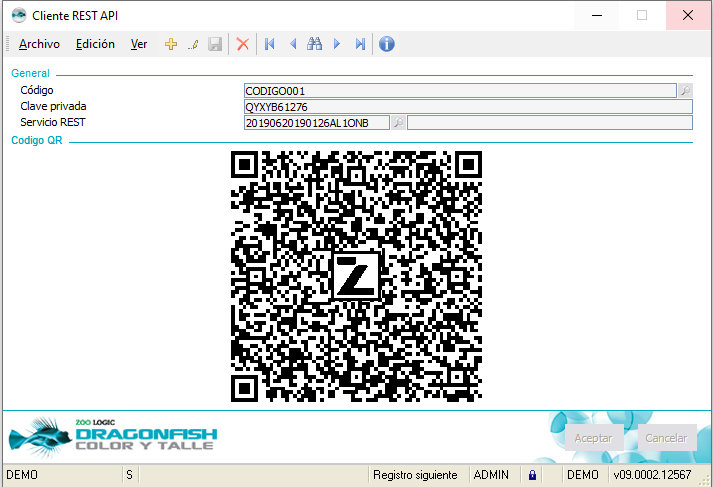 Cliente REST API
Archivo Edición Ver
General
Código CODIGO001
Clave privada QYXYB61276
Servicio REST 20190620190126AL1ONB
Codigo QR
Z
ZOO LOGIC
DRAGONFISH
COLOR Y TALLE
Aceptar Cancelar
DEMO S Registro siguiente ADMIN DEMO v09.0002.12567